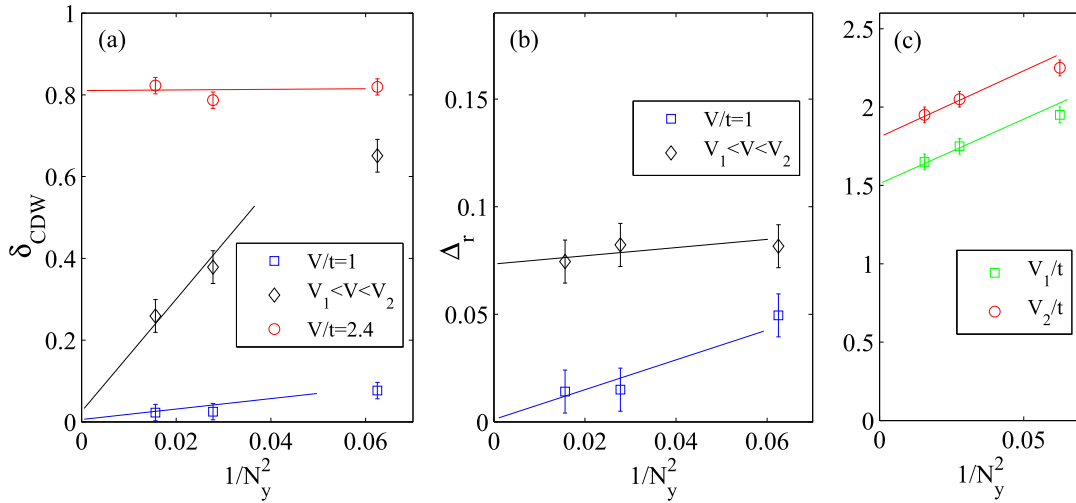 (a)
1
0.8
0.6
0.4
0.2
0
δ_CDW
V/t=1
V_1<V<V_2
V/t=2.4
0 0.02 0.04 0.06
1/N_y^2
(b)
0.15
0.1
0.05
0
Δ_r
V/t=1
V_1<V<V_2
0 0.02 0.04 0.06
1/N_y^2
(c)
2.5
2
1.5
1
0.5
0
V_1/t
V_2/t
0 0.05
1/N_y^2